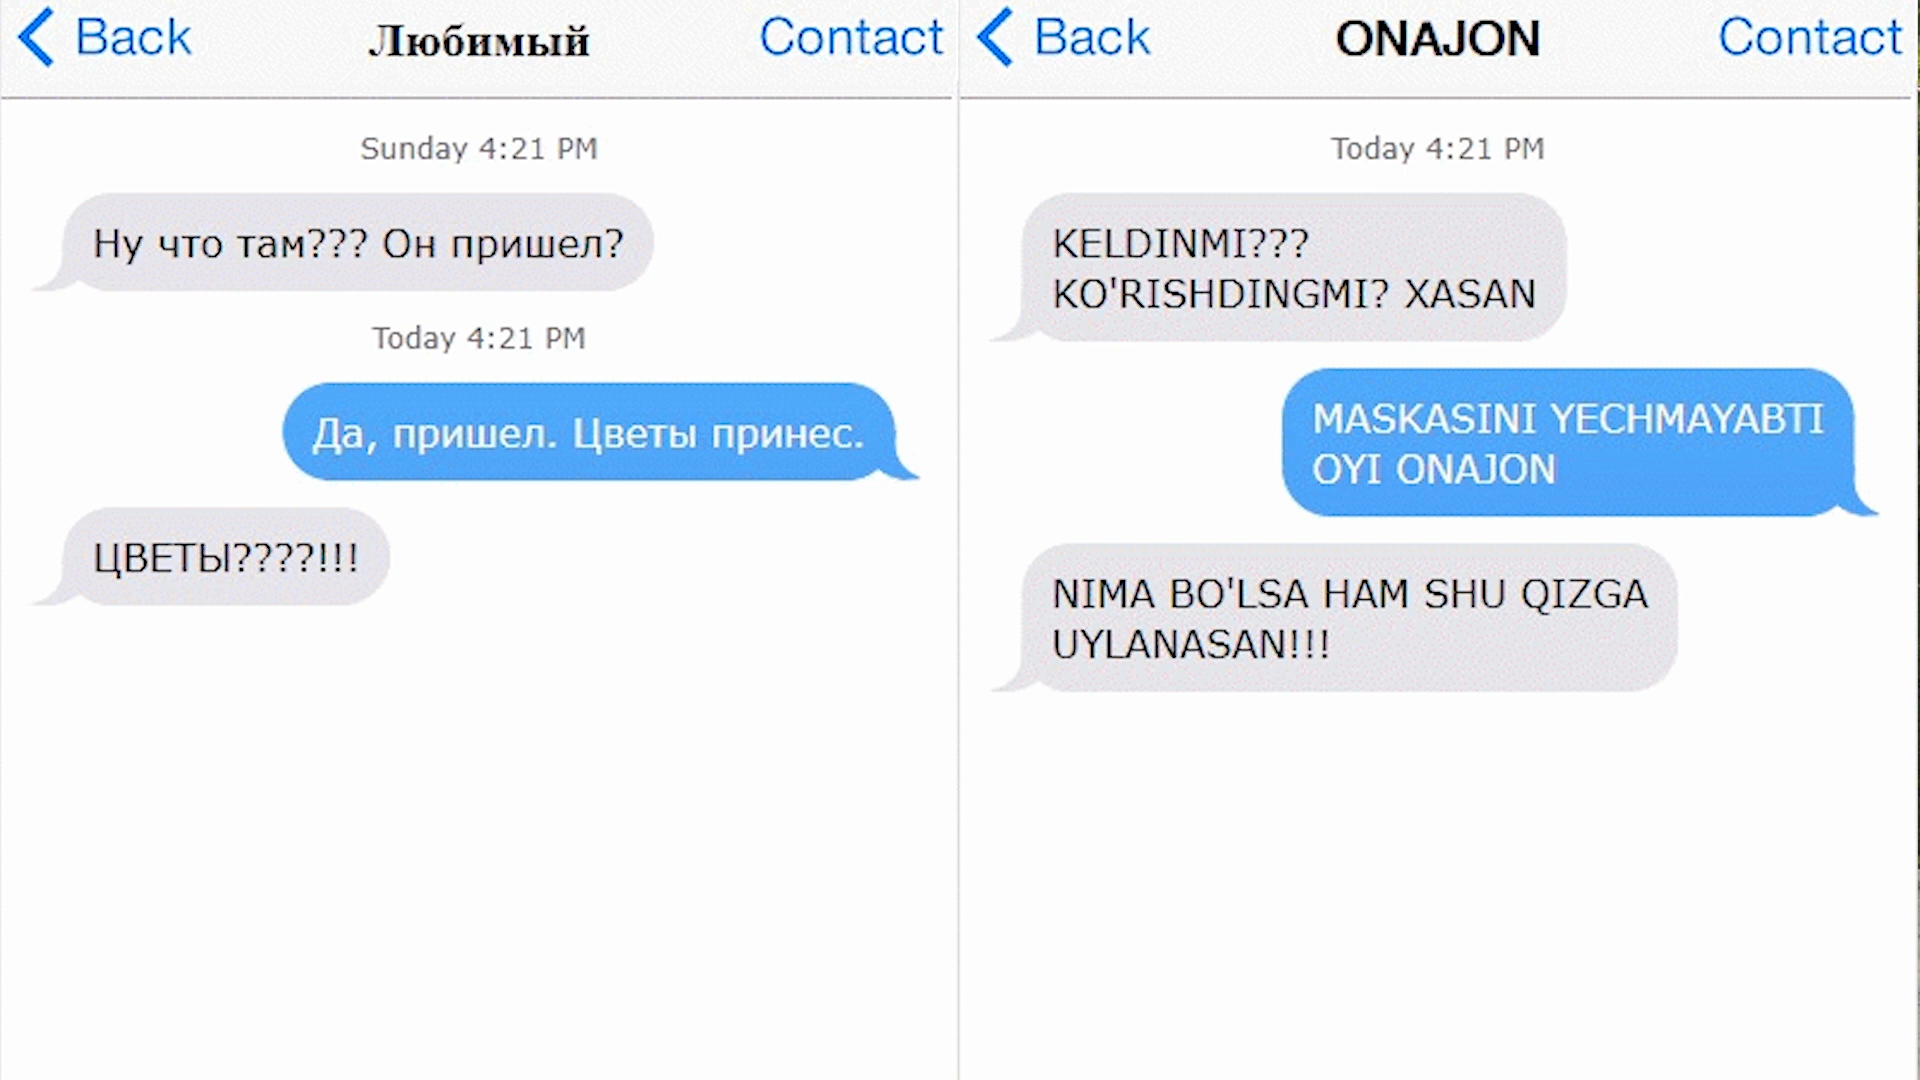 Back Любимый Contact
Sunday 4:21 PM
Ну что там??? Он пришел?
Today 4:21 PM
Да, пришел. Цветы принес.
ЦВЕТЫ????!!!
Back ONAJON Contact
Today 4:21 PM
KELDINMI???
KO'RISHDINGMI? XASAN
MASKASINI YECHMAYABTI
OYI ONAJON
NIMA BO'LSA HAM SHU QIZGA
UYLANASAN!!!